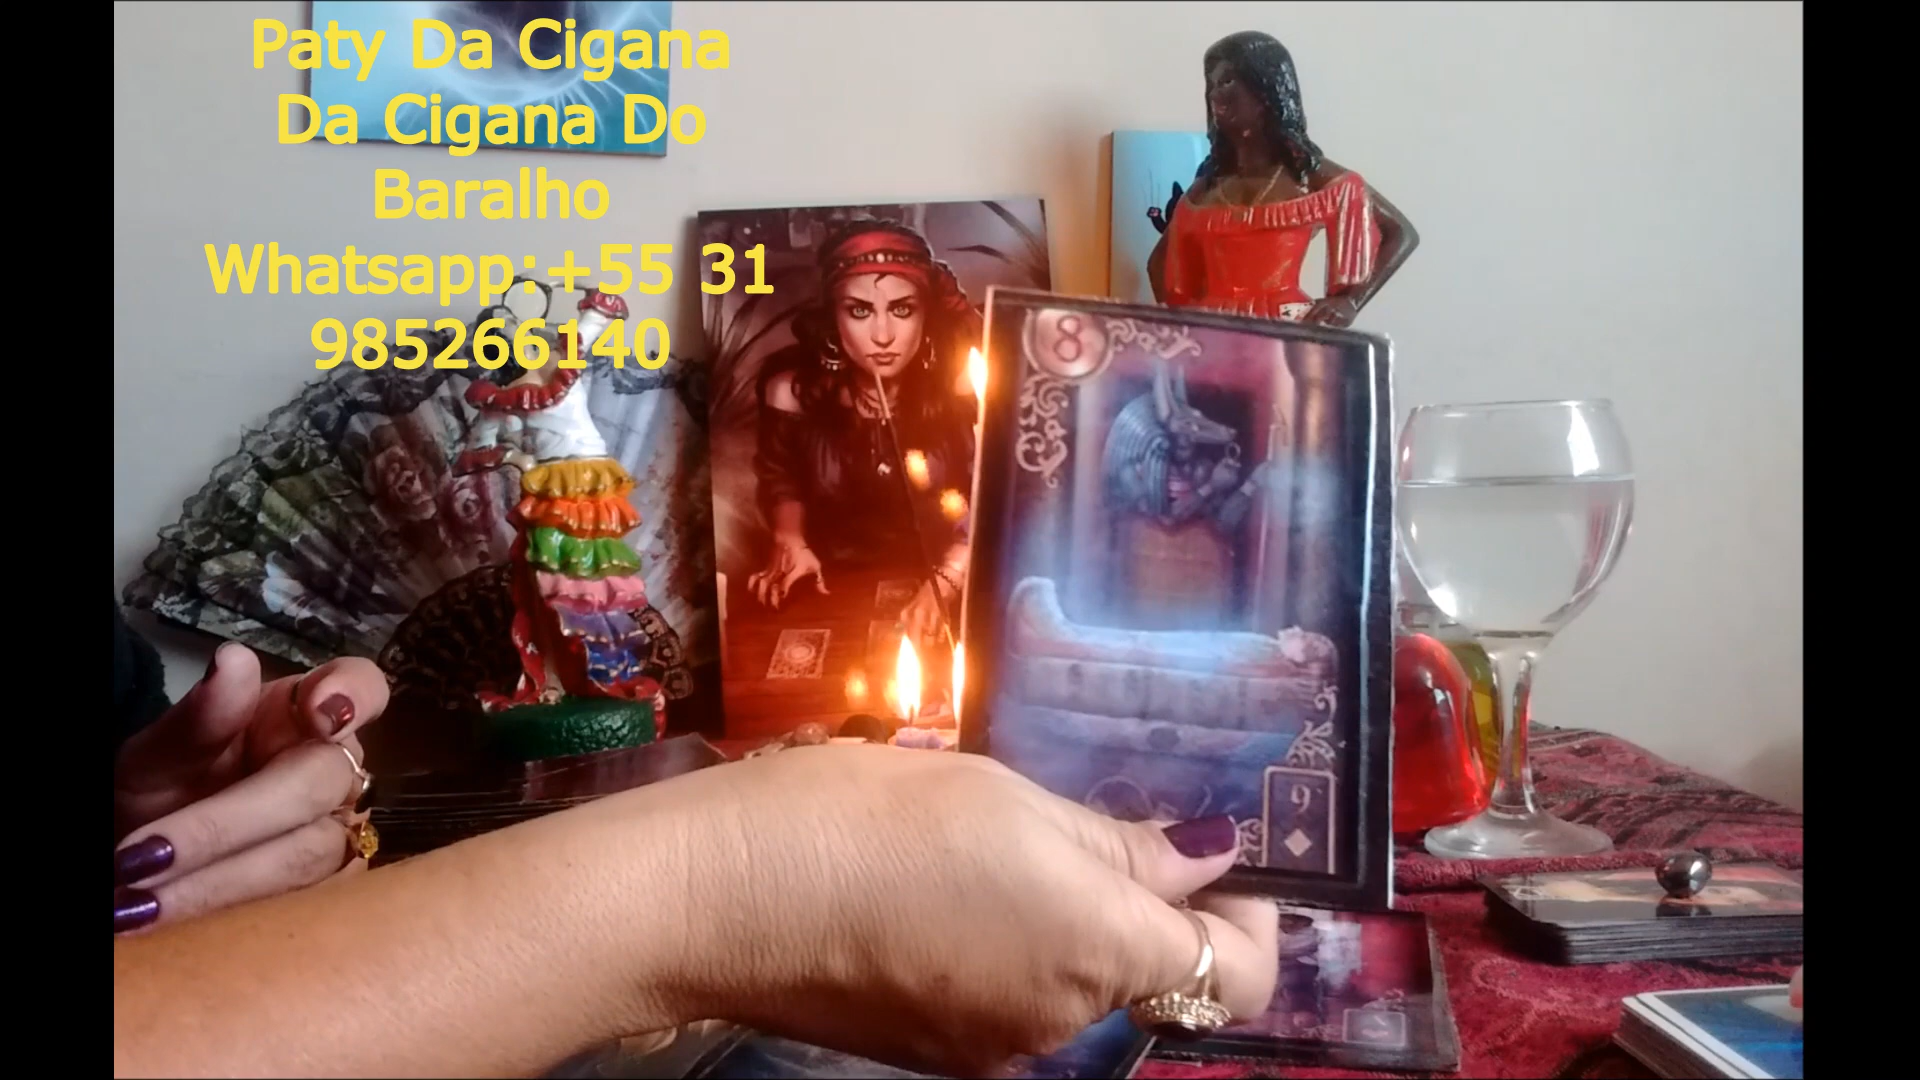 Paty Da Cigana
Da Cigana Do
Baralho
Whatsapp:+55 31
985266140
8
9